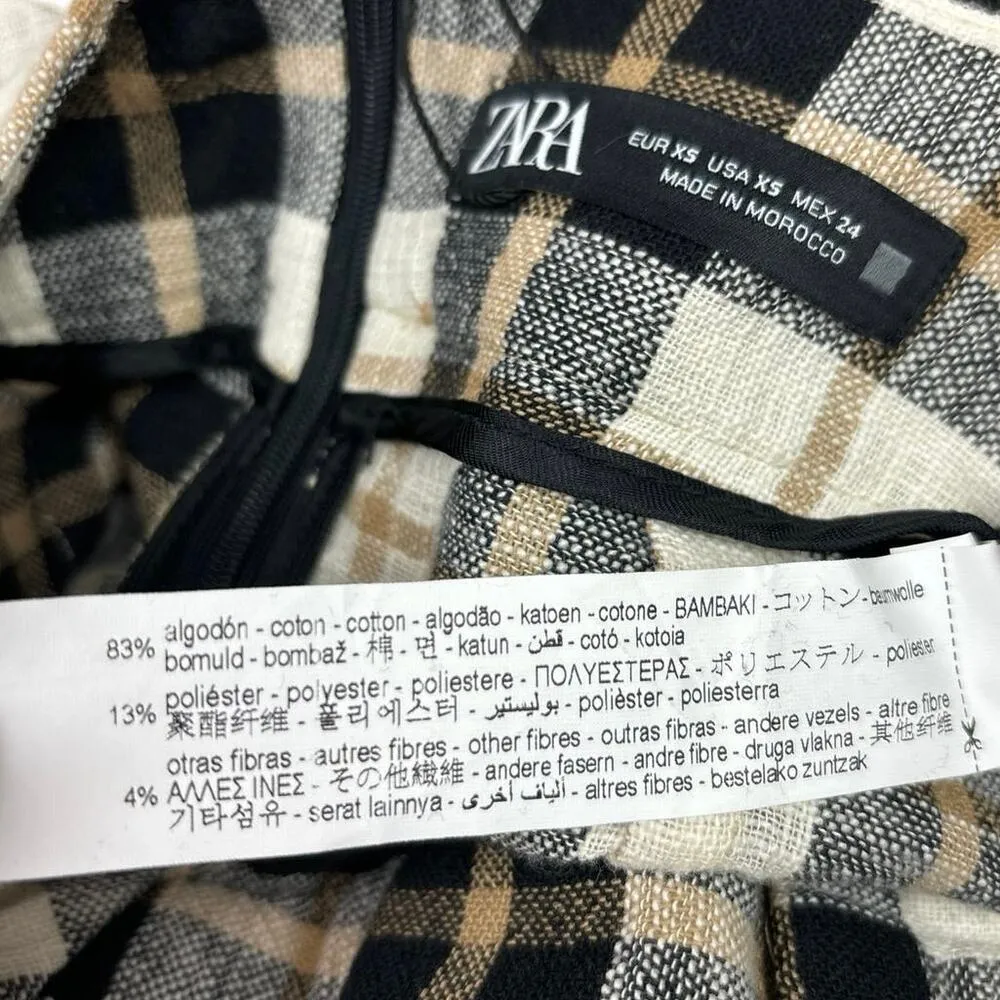 ZARA
EUR XS USA XS MEX 24
MADE IN MOROCCO
83% algodón - coton - cotton - algodão - katoen - cotone - BAMBAKI - コットン - baumwolle
bomuld - bombaž - 棉 - 면 - katun - قطن - cotó - kotoia
13% poliéster - polyester - poliestere - ΠΟΛΥΕΣΤΕΡΑΣ - ポリエステル - poliester
聚酯纤维 - 폴리에스터 - بوليستير - polièster - poliesterra
otras fibras - autres fibres - other fibres - outras fibras - andere vezels - altre fibre
4% ΑΛΛΕΣ ΙΝΕΣ - その他繊維 - andere fasern - andre fibre - druga vlakna - 其他纤维
기타섬유 - serat lainnya - ألياف أخرى - altres fibres - bestelako zuntzak